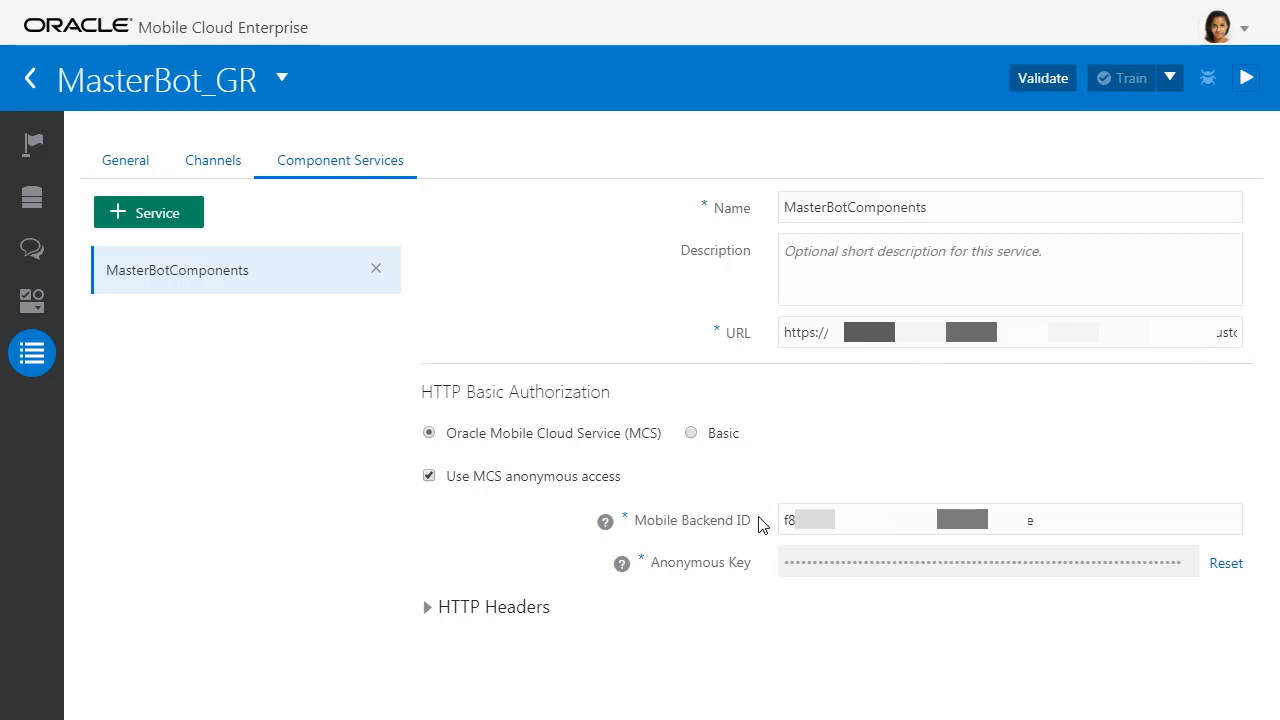 ORACLE Mobile Cloud Enterprise
MasterBot_GR
Validate
Train
General
Channels
Component Services
+ Service
MasterBotComponents
* Name
MasterBotComponents
Description
Optional short description for this service.
* URL
https://
HTTP Basic Authorization
Oracle Mobile Cloud Service (MCS)
Basic
Use MCS anonymous access
? * Mobile Backend ID
f8 e
? * Anonymous Key
Reset
HTTP Headers